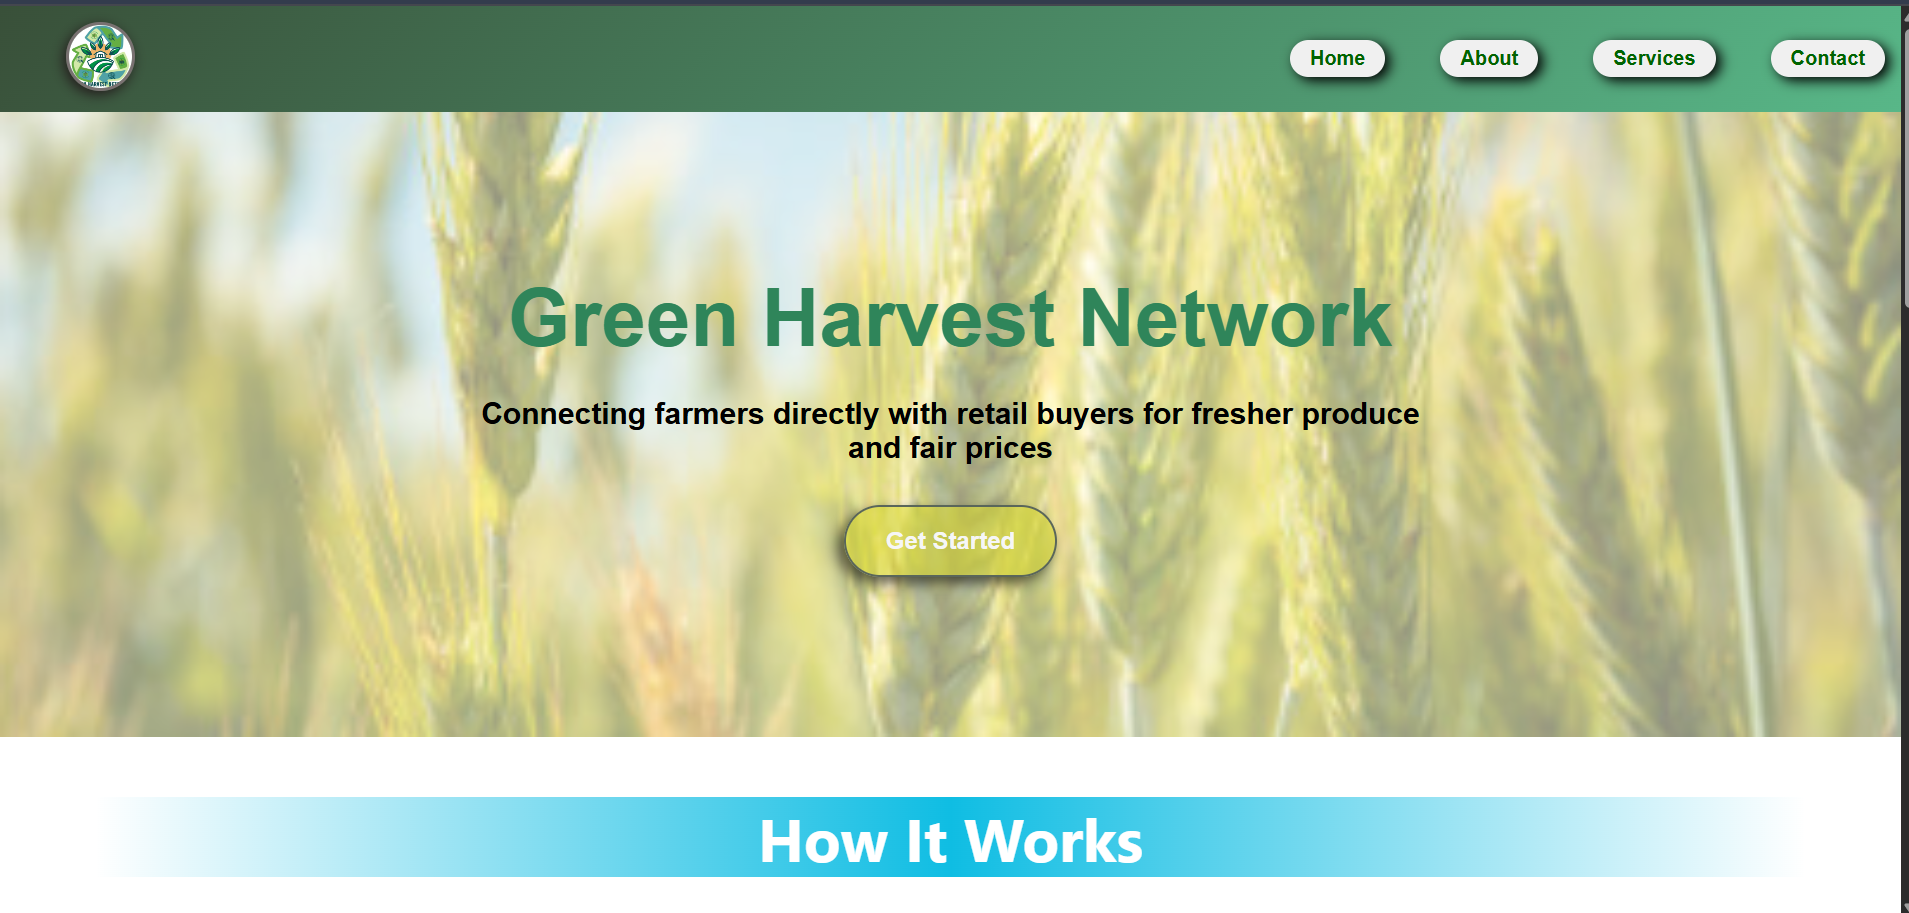 Home
About
Services
Contact
Green Harvest Network
Connecting farmers directly with retail buyers for fresher produce
and fair prices
Get Started
How It Works